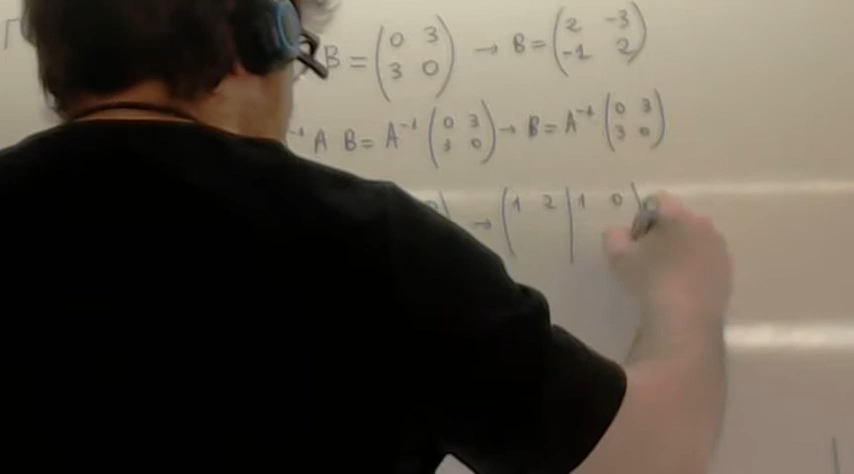 B = (0 3 3 0) → B = (2 -3 -1 2)
A B = A⁻¹ (0 3 3 0) → B = A⁻¹ (0 3 3 0)
→ (1 2 | 1 0)